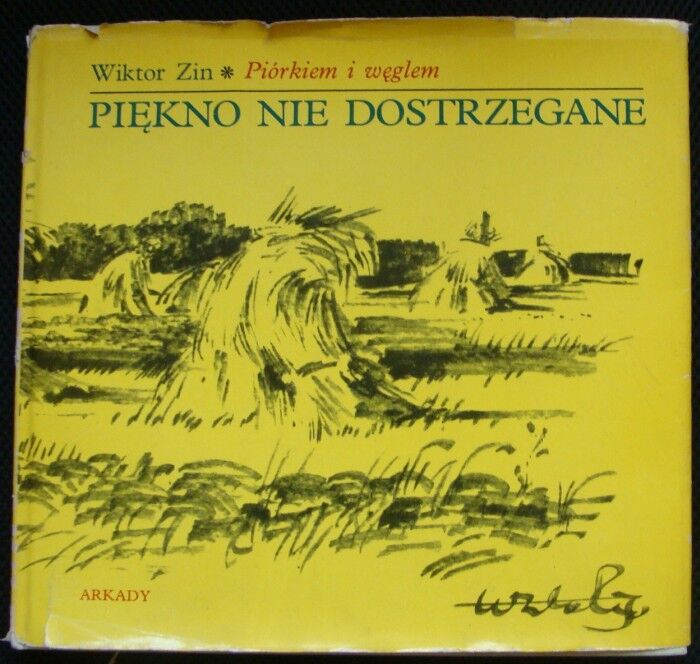 Wiktor Zin * Piórkiem i węglem
PIĘKNO NIE DOSTRZEGANE
ARKADY